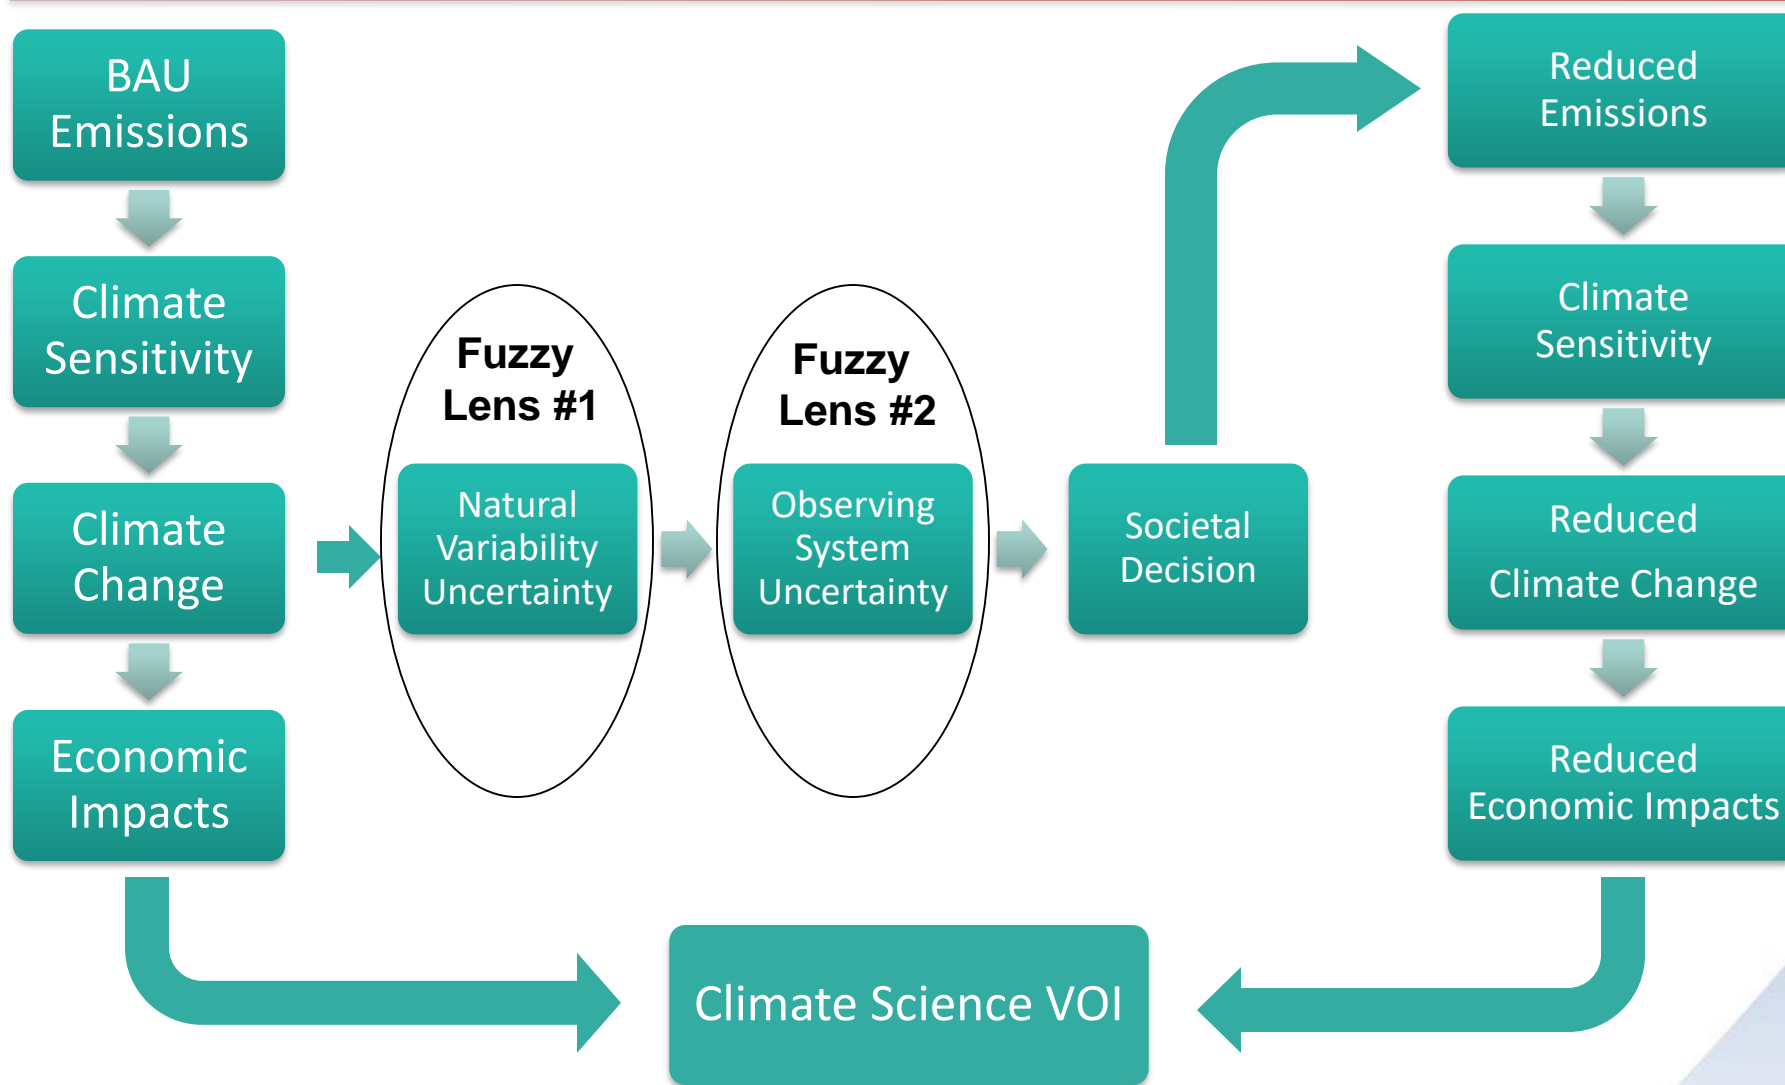 BAU
Emissions
Climate
Sensitivity
Climate
Change
Economic
Impacts
Fuzzy
Lens #1
Natural
Variability
Uncertainty
Fuzzy
Lens #2
Observing
System
Uncertainty
Societal
Decision
Reduced
Emissions
Climate
Sensitivity
Reduced
Climate Change
Reduced
Economic Impacts
Climate Science VOI